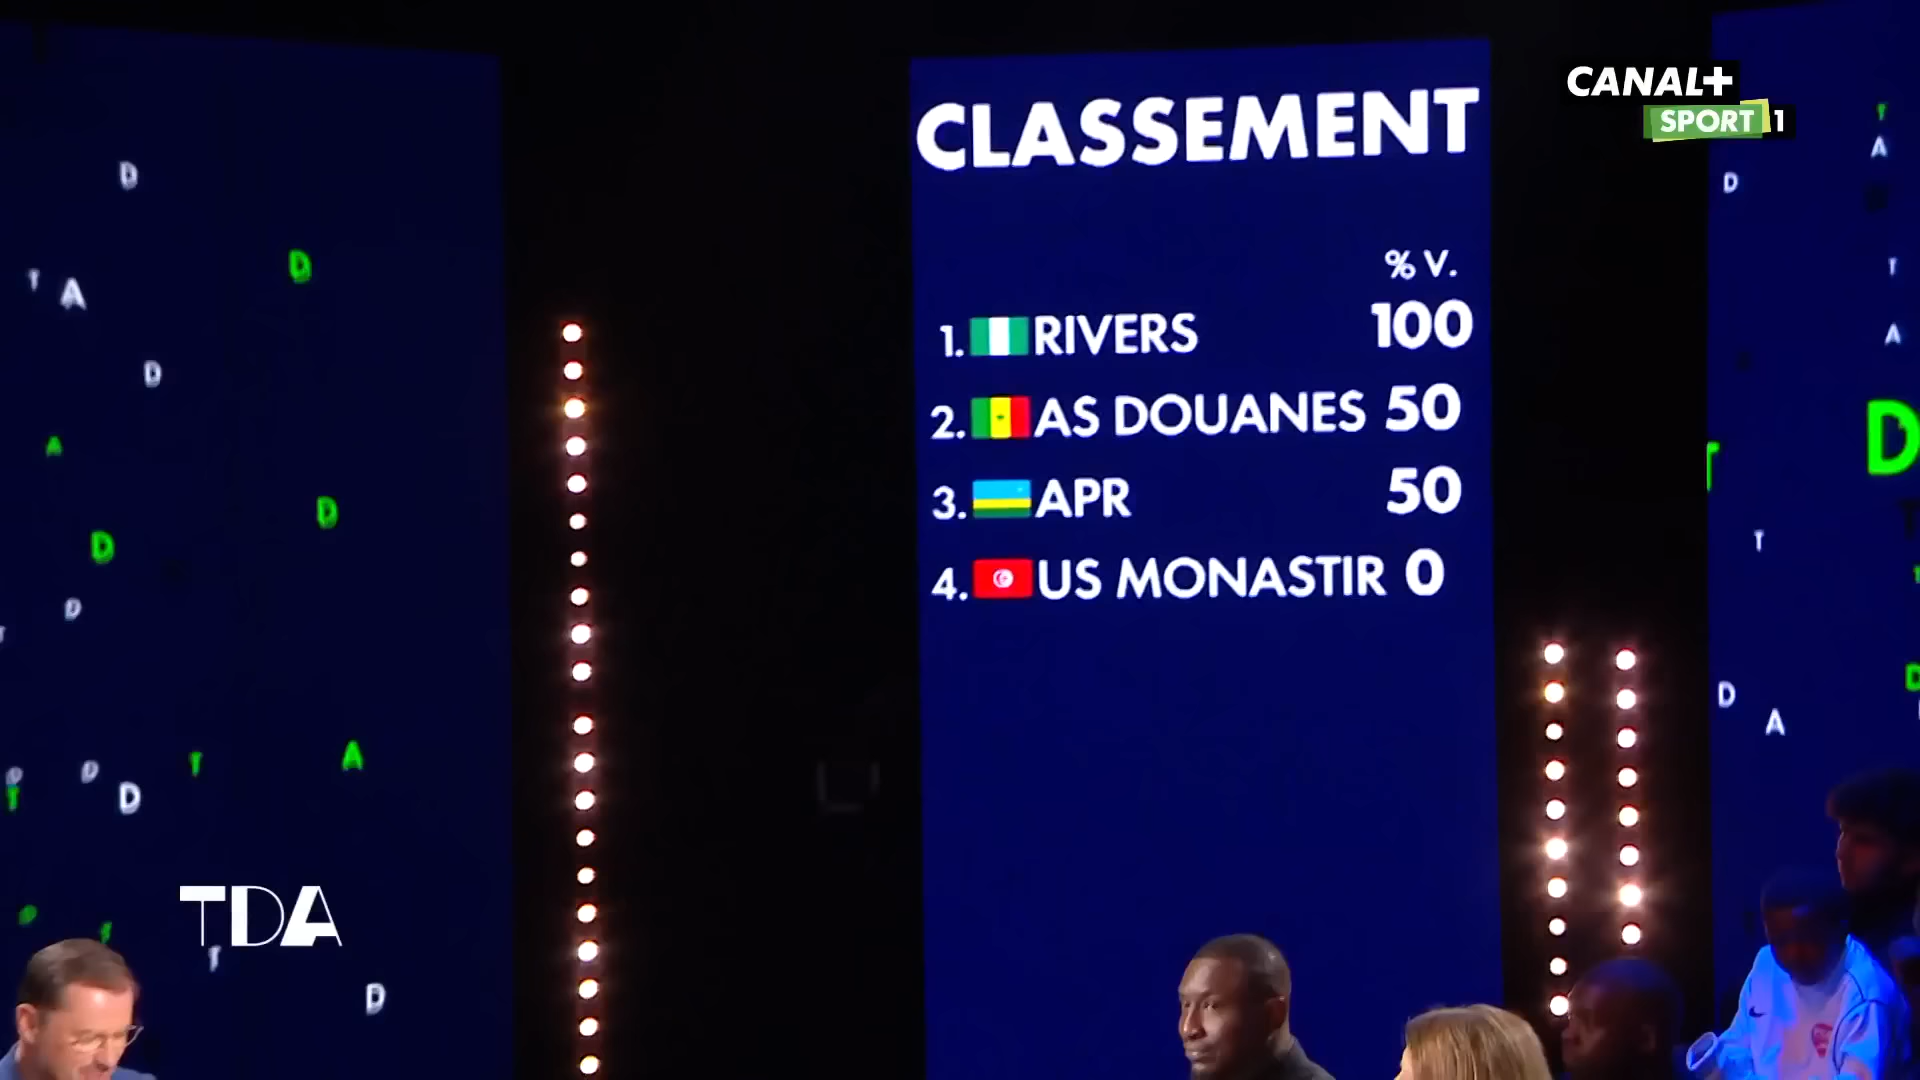 CANAL+
SPORT 1
CLASSEMENT
% V.
1. RIVERS 100
2. AS DOUANES 50
3. APR 50
4. US MONASTIR 0
TDA